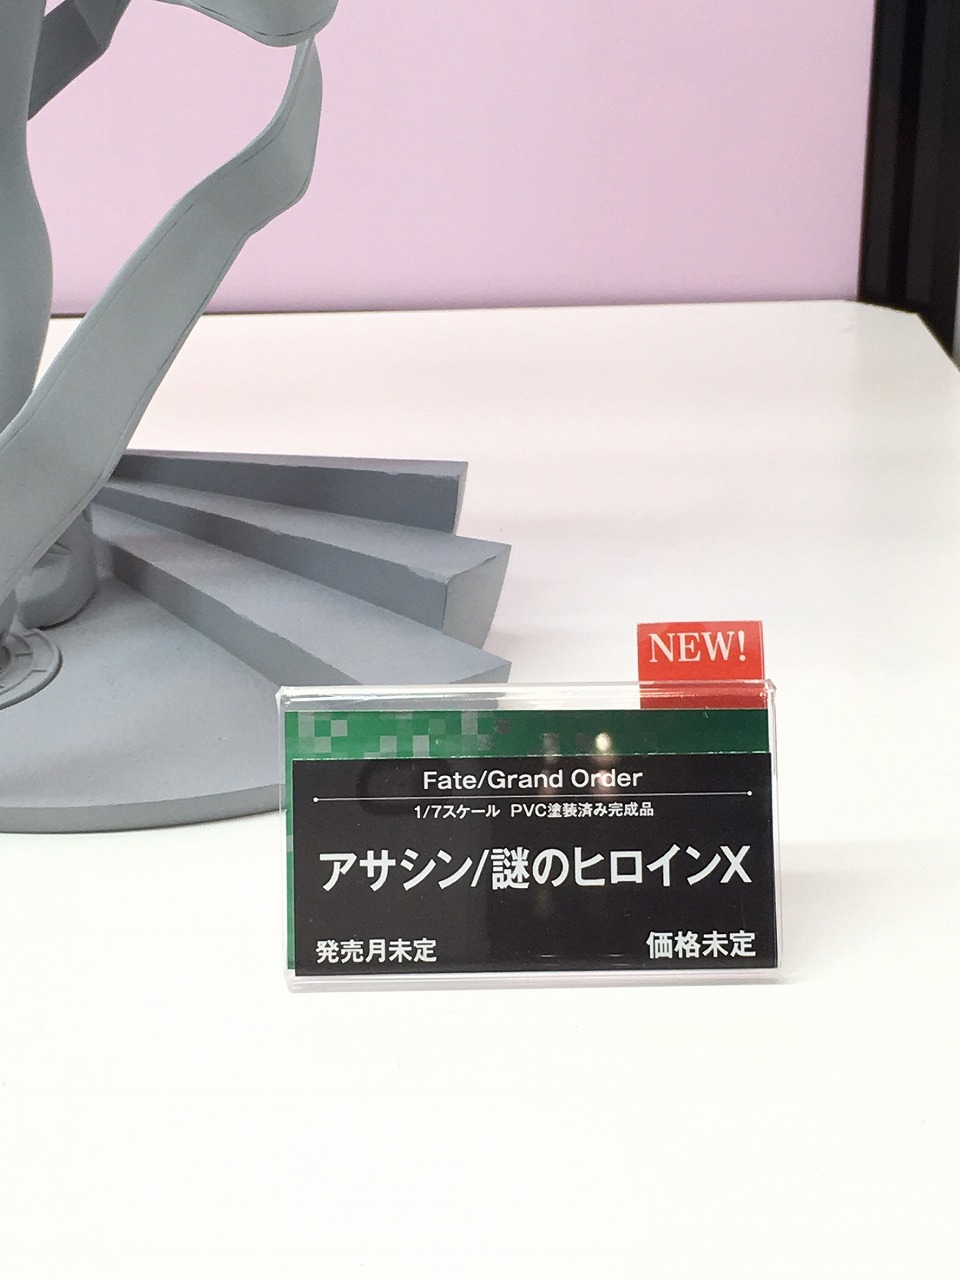 NEW!
Fate/Grand Order
1/7スケール PVC塗装済み完成品
アサシン/謎のヒロインX
発売月未定
価格未定